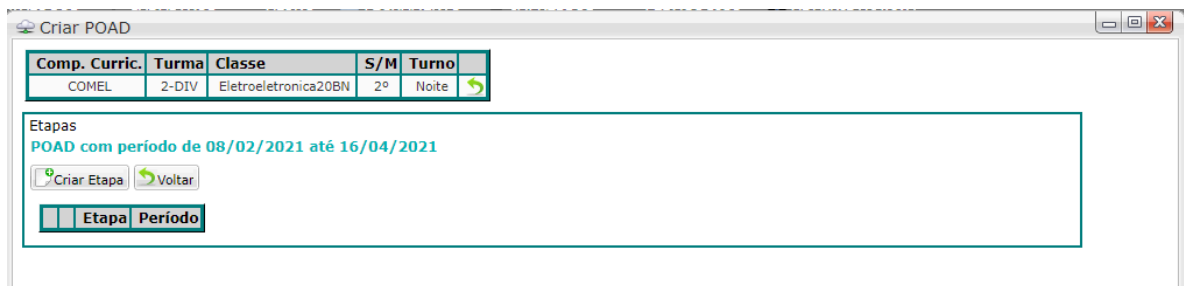 Criar POAD
Comp. Curric. Turma Classe S/M Turno
COMEL 2-DIV Eletroeletronica20BN 2º Noite
Etapas
POAD com período de 08/02/2021 até 16/04/2021
Criar Etapa Voltar
Etapa Período